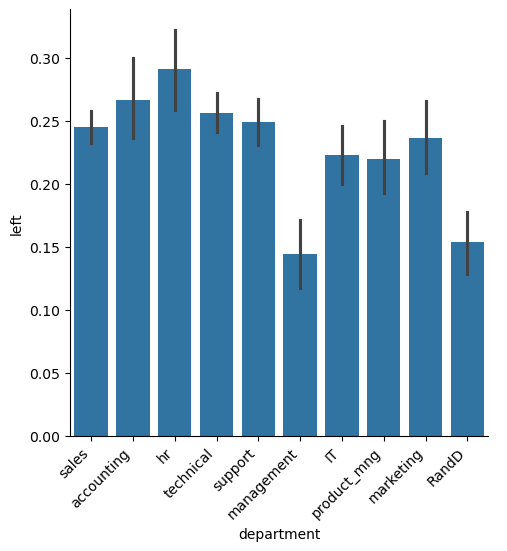 0.30
0.25
0.20
0.15
0.10
0.05
0.00
left
sales
accounting
hr
technical
support
management
IT
product_mng
marketing
RandD
department